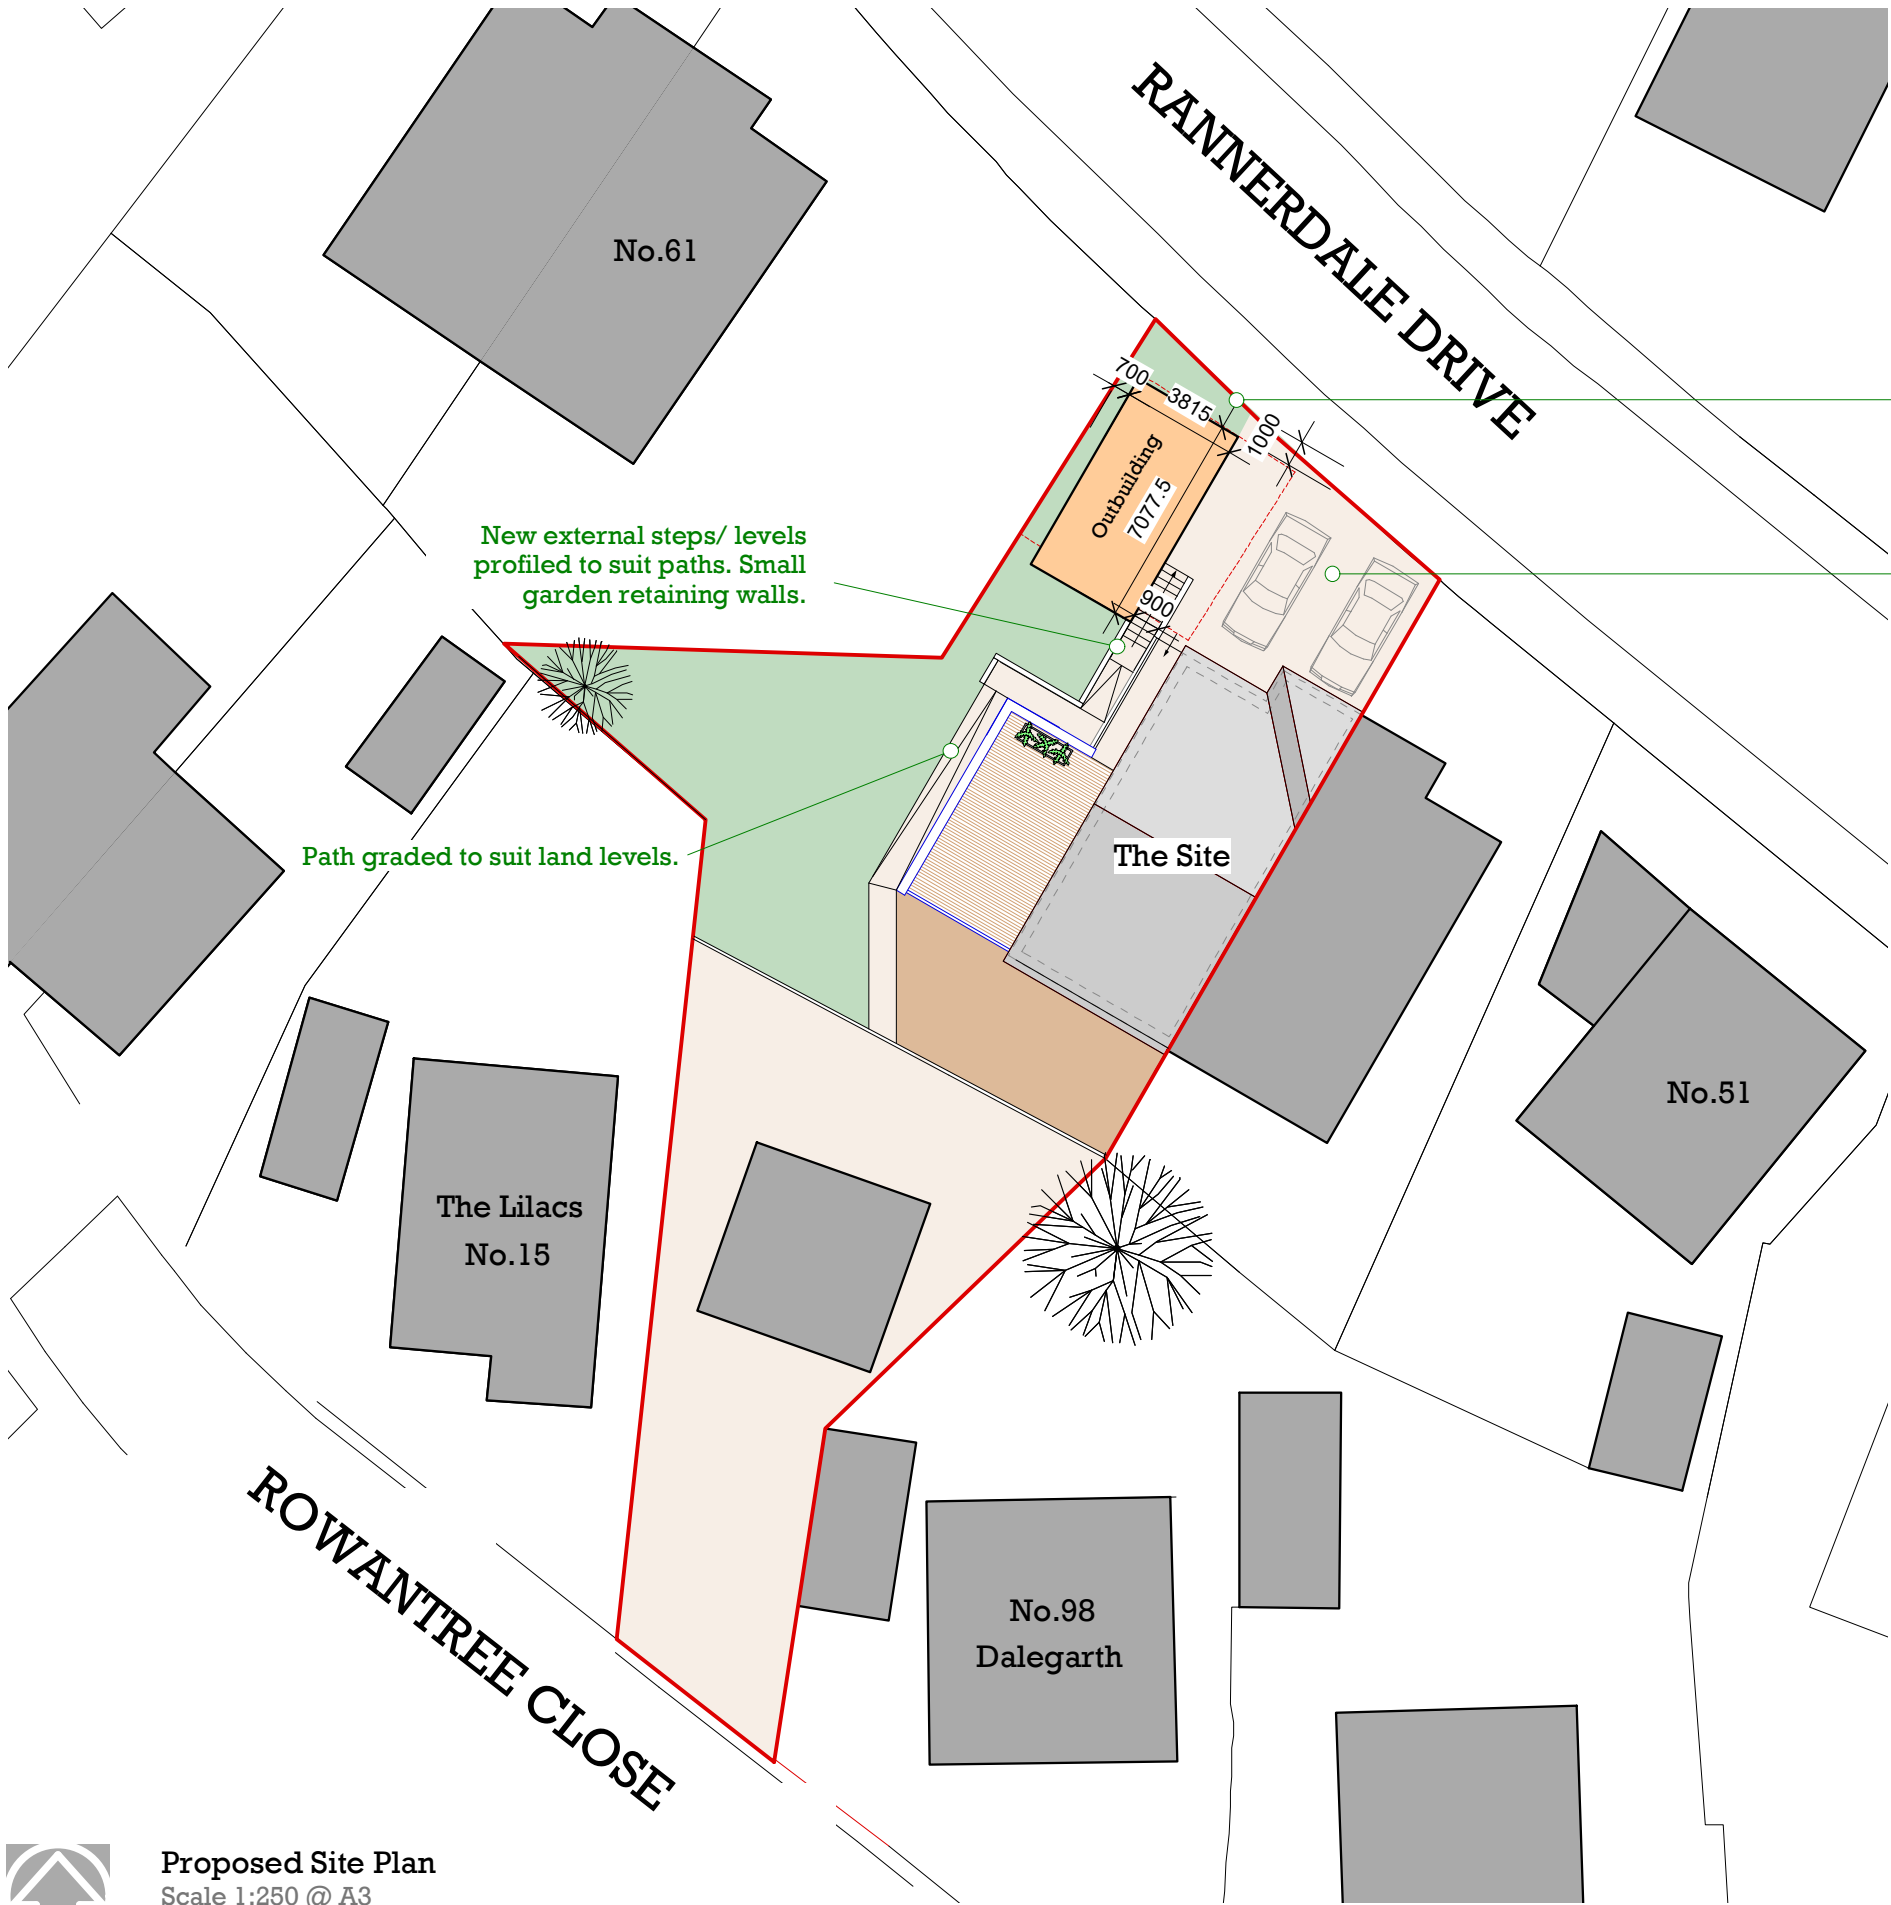 RANNERDALE DRIVE
No.61
700
3815
1000
Outbuilding
7077.5
New external steps/ levels
profiled to suit paths. Small
garden retaining walls.
900
Path graded to suit land levels.
The Site
No.51
The Lilacs
No.15
ROWANTREE CLOSE
No.98
Dalegarth
Proposed Site Plan
Scale 1:250 @ A3